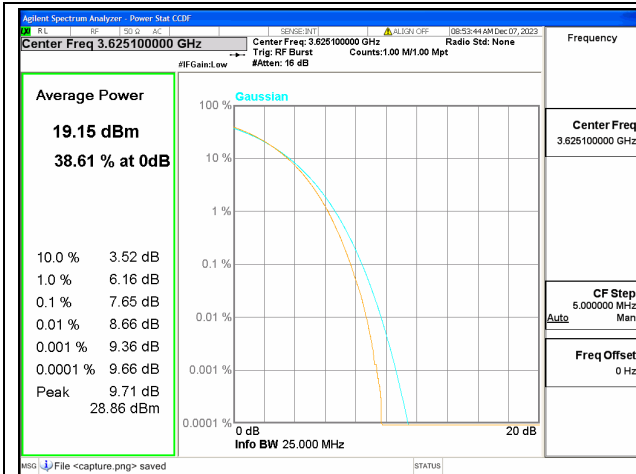 Agilent Spectrum Analyzer - Power Stat CCDF
RL RF 50 Ω AC SENSE:INT ALIGN OFF 08:53:44 AM Dec 07, 2023
Center Freq 3.625100000 GHz
Center Freq: 3.625100000 GHz Radio Std: None
Trig: RF Burst Counts:1.00 M/1.00 Mpt
#IFGain:Low #Atten: 16 dB
Frequency
Average Power
19.15 dBm
38.61 % at 0dB
10.0 % 3.52 dB
1.0 % 6.16 dB
0.1 % 7.65 dB
0.01 % 8.66 dB
0.001 % 9.36 dB
0.0001 % 9.66 dB
Peak 9.71 dB
28.86 dBm
Gaussian
100 %
10 %
1 %
0.1 %
0.01 %
0.001 %
0.0001 %
0 dB 20 dB
Info BW 25.000 MHz
Center Freq
3.625100000 GHz
CF Step
5.000000 MHz
Auto Man
Freq Offset
0 Hz
MSG File <capture.png> saved STATUS